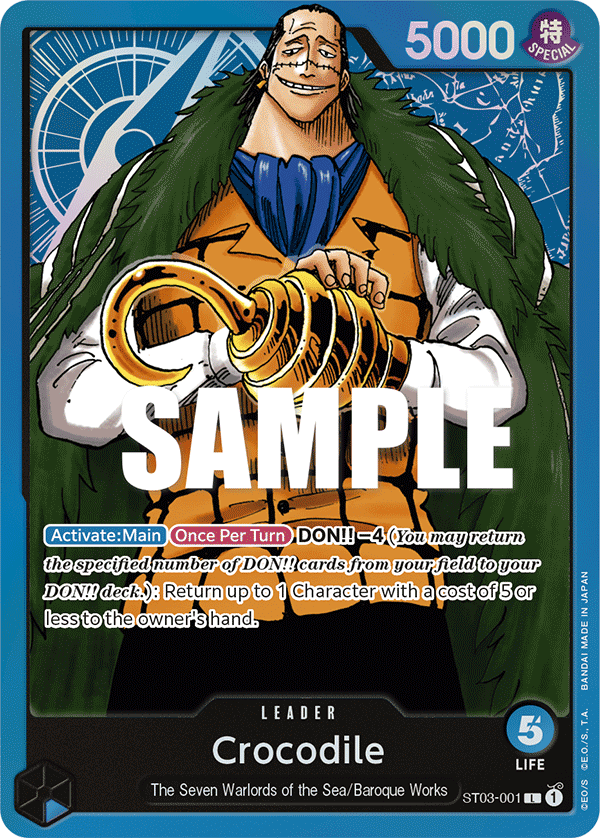 5000
特
SPECIAL
SAMPLE
Activate:Main Once Per Turn DON!! −4 (You may return
the specified number of DON!! cards from your field to your
DON!! deck.): Return up to 1 Character with a cost of 5 or
less to the owner's hand.
LEADER
Crocodile
5
LIFE
The Seven Warlords of the Sea/Baroque Works
ST03-001 L 1
©EO/S ©E.O./S., T.A. BANDAI MADE IN JAPAN